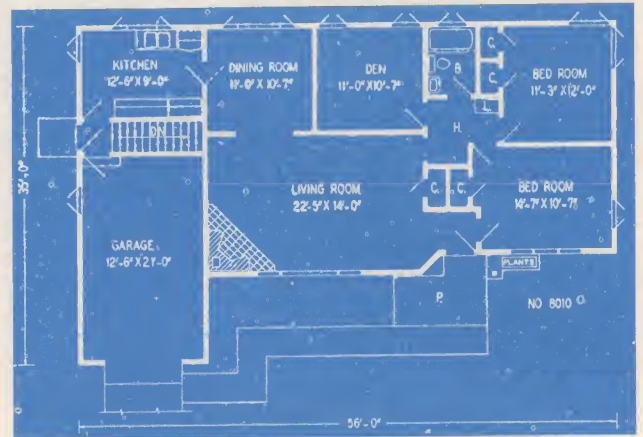 KITCHEN
12'-6" X 9'-0"
DINING ROOM
11'-0" X 10'-7"
DEN
11'-0" X 10'-7"
B.
C.
C.
L.
BED ROOM
11'-3" X 12'-0"
DN.
H.
LIVING ROOM
22'-5" X 14'-0"
C.
C.
BED ROOM
14'-7" X 10'-7"
GARAGE
12'-6" X 21'-0"
35'-0"
P.
PLANTS
NO 8010
56'-0"